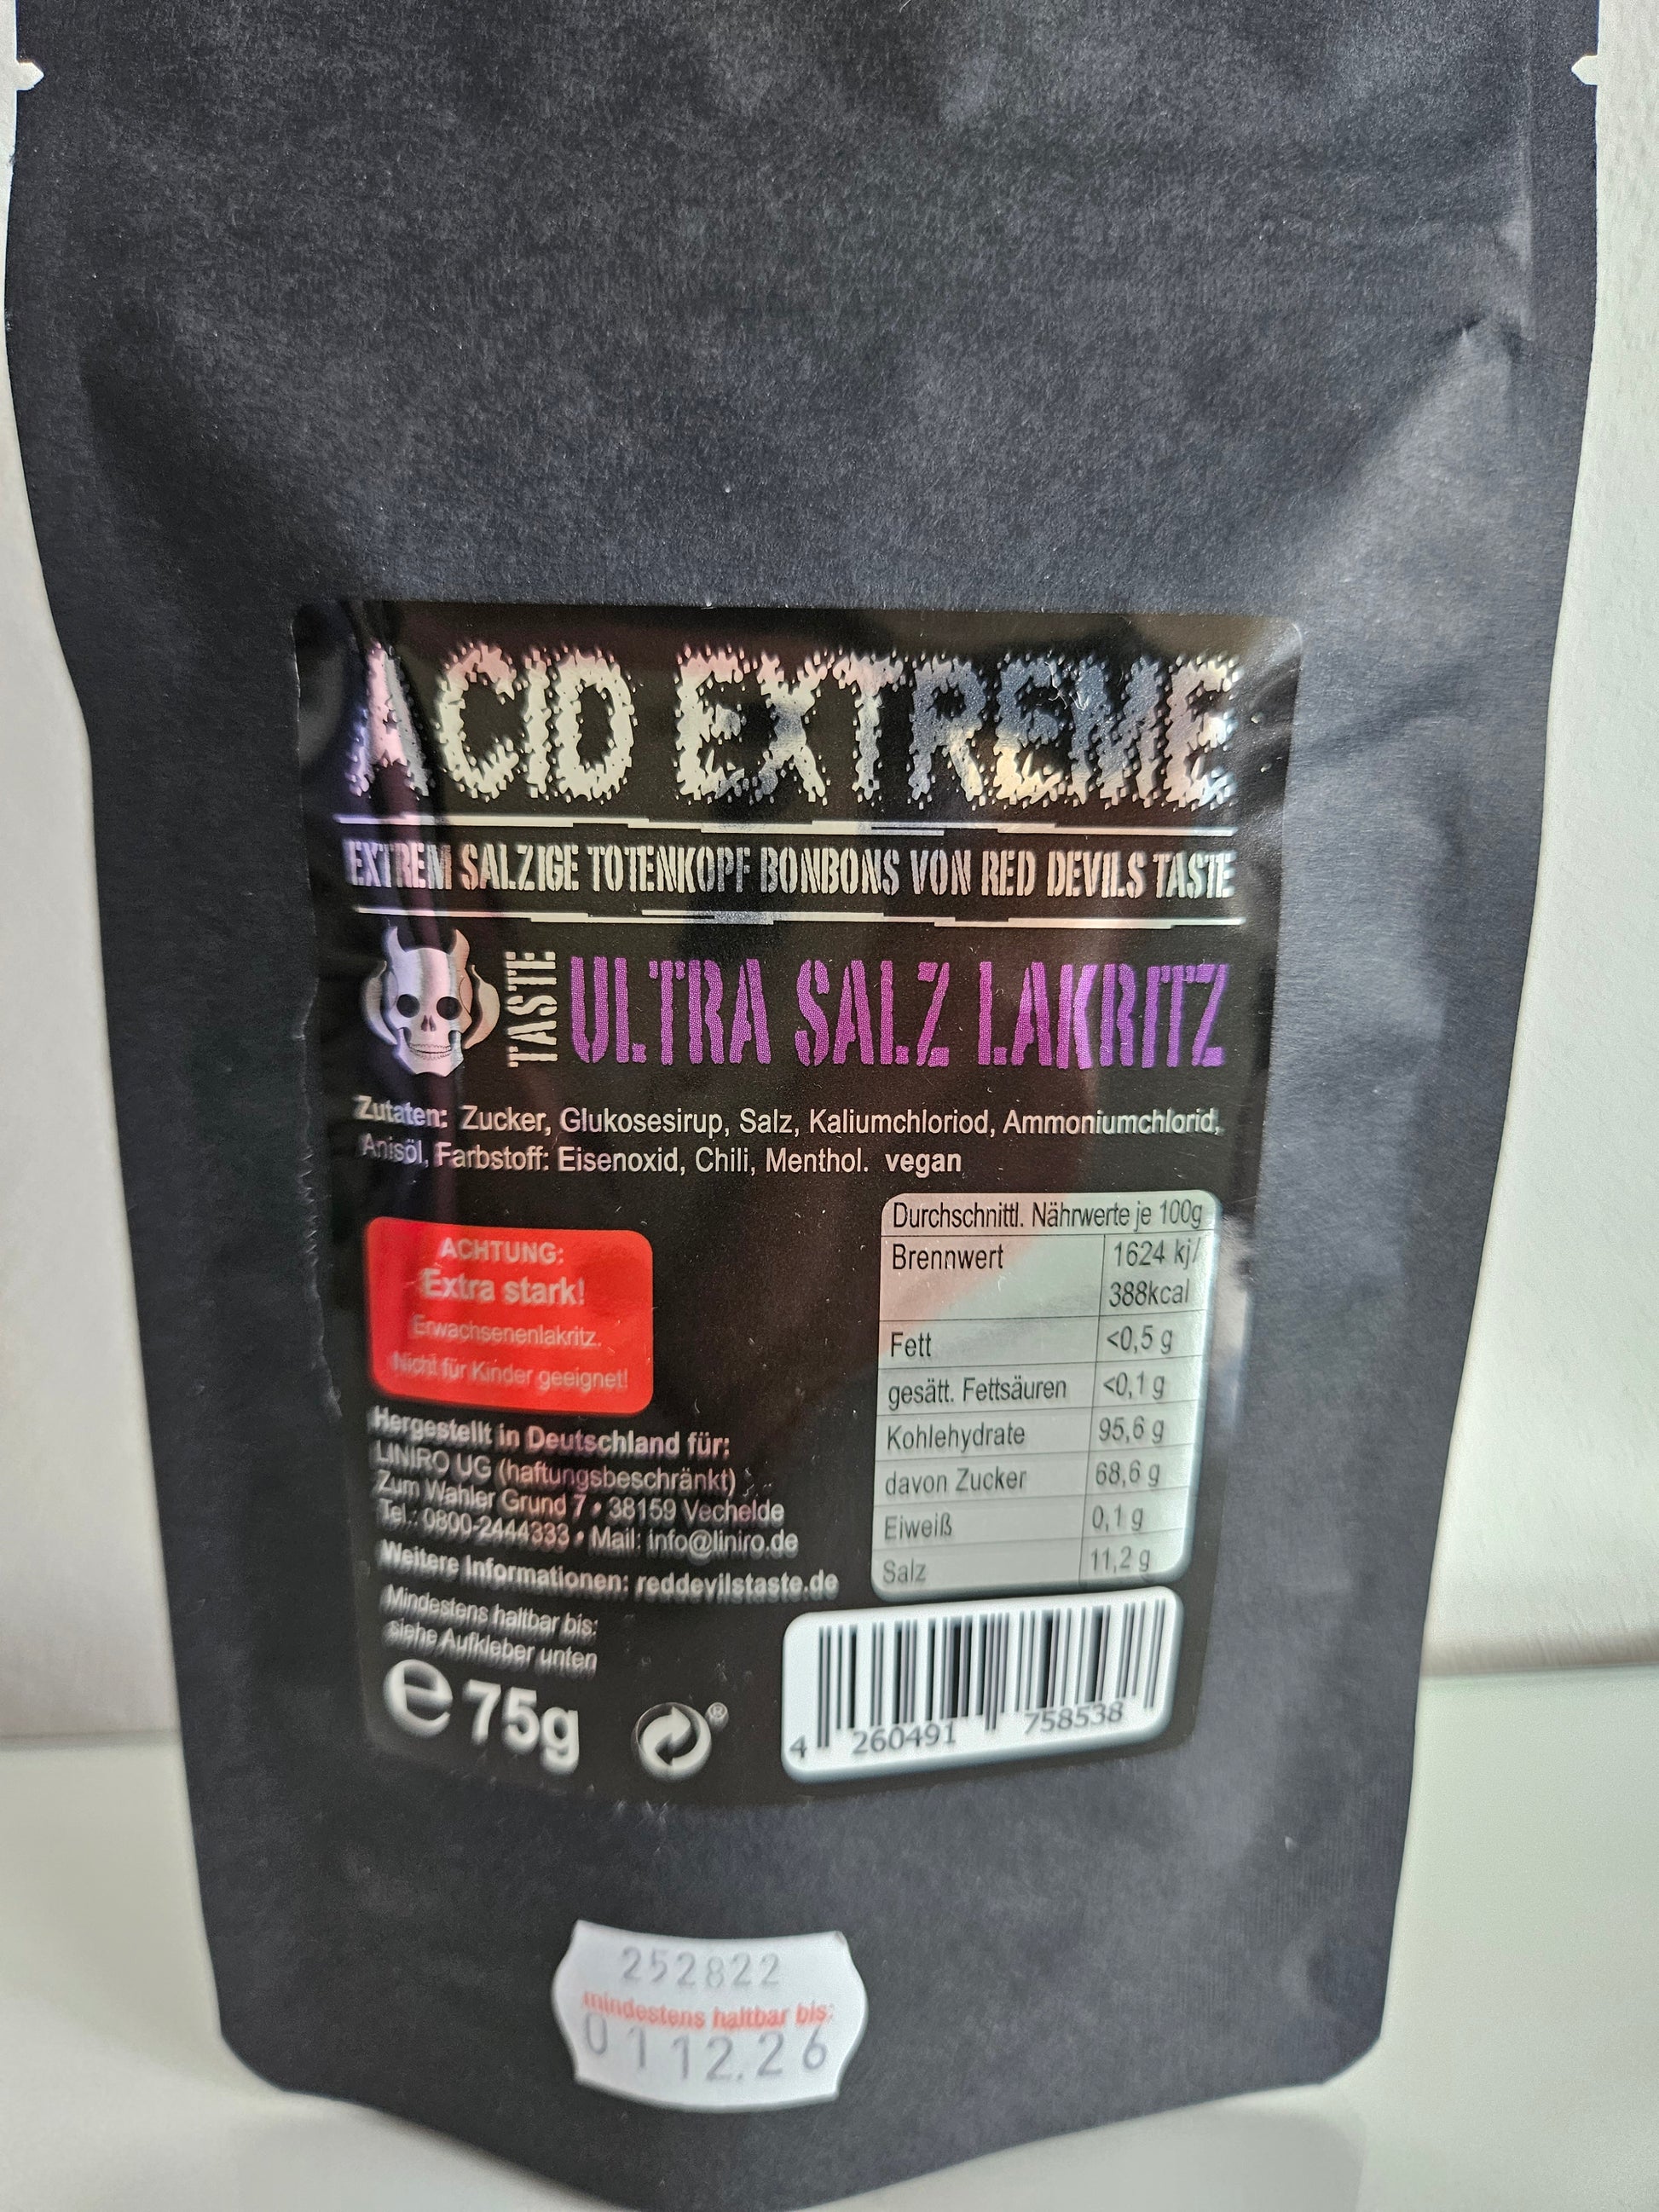 ACID EXTREME
EXTREM SALZIGE TOTENKOPF BONBONS VON RED DEVILS TASTE
TASTE ULTRA SALZ LAKRITZ
Zutaten: Zucker, Glukosesirup, Salz, Kaliumchloriod, Ammoniumchlorid,
Anisöl, Farbstoff: Eisenoxid, Chili, Menthol. vegan
ACHTUNG:
Extra stark!
Erwachsenenlakritz.
Nicht für Kinder geeignet!
Hergestellt in Deutschland für:
LINIRO UG (haftungsbeschränkt)
Zum Wahler Grund 7 • 38159 Vechelde
Tel.: 0800-2444333 • Mail: info@liniro.de
Weitere Informationen: reddevilstaste.de
Mindestens haltbar bis:
siehe Aufkleber unten
℮ 75g
®
Durchschnittl. Nährwerte je 100g
Brennwert 1624 kj/
388kcal
Fett <0,5 g
gesätt. Fettsäuren <0,1 g
Kohlehydrate 95,6 g
davon Zucker 68,6 g
Eiweiß 0,1 g
Salz 11,2 g
4 260491 758538
252822
mindestens haltbar bis:
0112.26